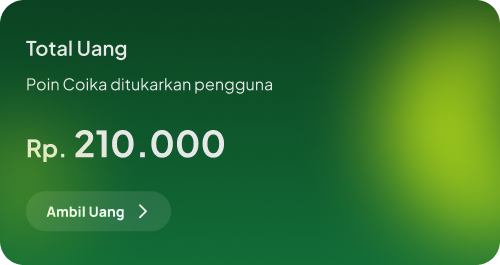 Total Uang
Poin Coika ditukarkan pengguna
Rp. 210.000
Ambil Uang